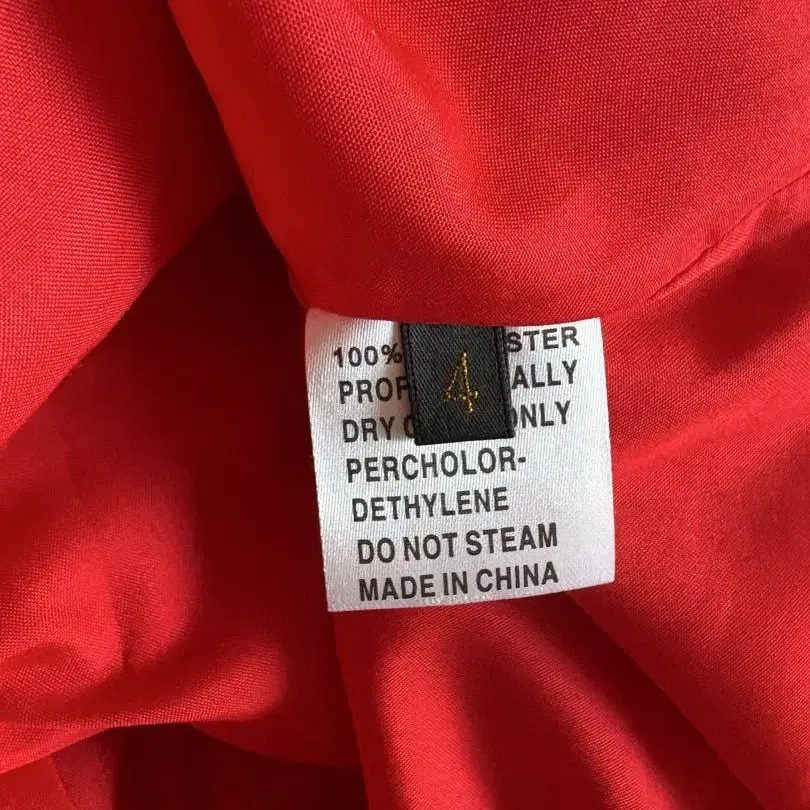 100% STER
PROF ALLY
DRY ONLY
PERCHOLOR-
DETHYLENE
DO NOT STEAM
MADE IN CHINA
4